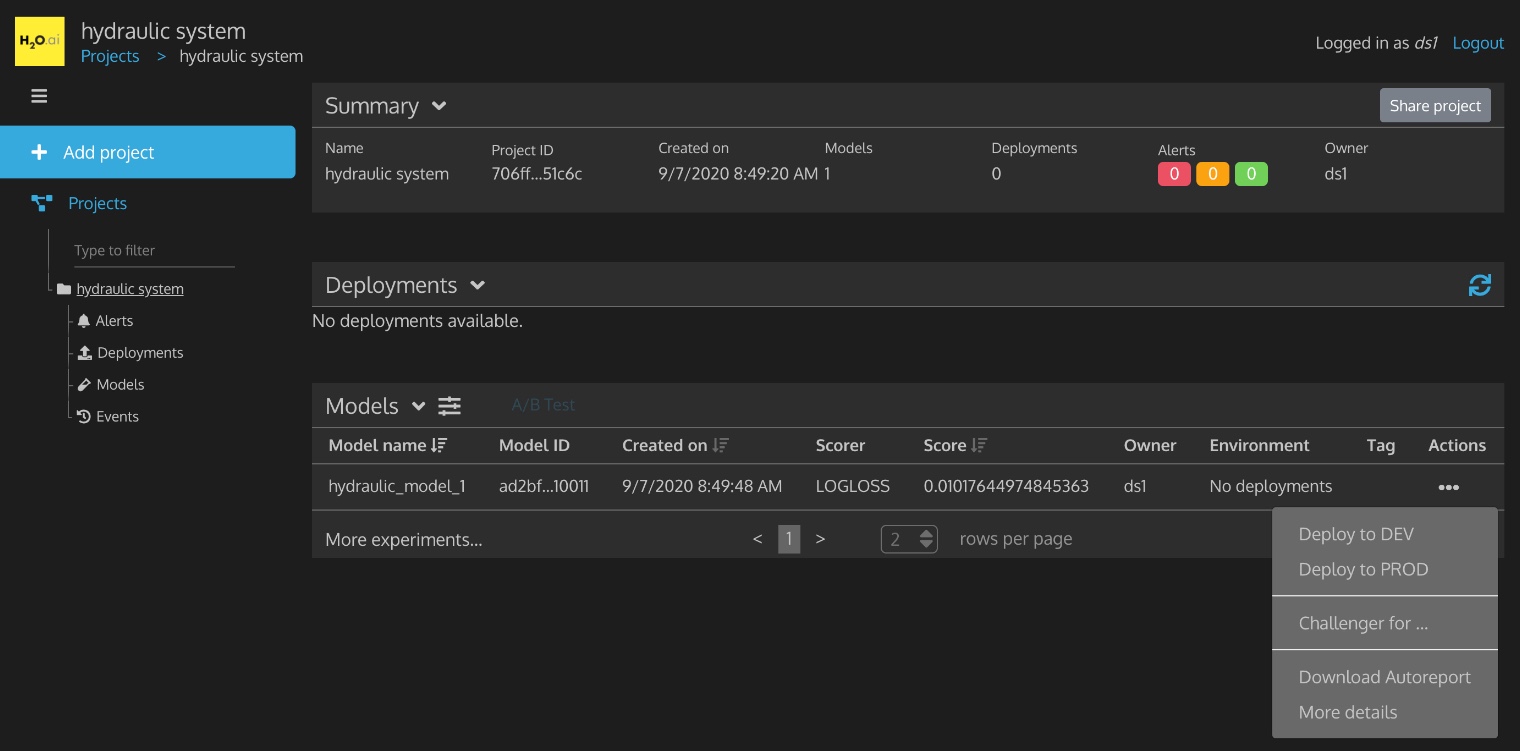 H2O.ai
hydraulic system
Projects > hydraulic system
Logged in as ds1 Logout
Add project
Projects
Type to filter
hydraulic system
Alerts
Deployments
Models
Events
Summary
Share project
Name Project ID Created on Models Deployments Alerts Owner
hydraulic system 706ff...51c6c 9/7/2020 8:49:20 AM 1 0 0 0 0 ds1
Deployments
No deployments available.
Models A/B Test
Model name Model ID Created on Scorer Score Owner Environment Tag Actions
hydraulic_model_1 ad2bf...10011 9/7/2020 8:49:48 AM LOGLOSS 0.01017644974845363 ds1 No deployments
More experiments... < 1 > 2 rows per page
Deploy to DEV
Deploy to PROD
Challenger for ...
Download Autoreport
More details